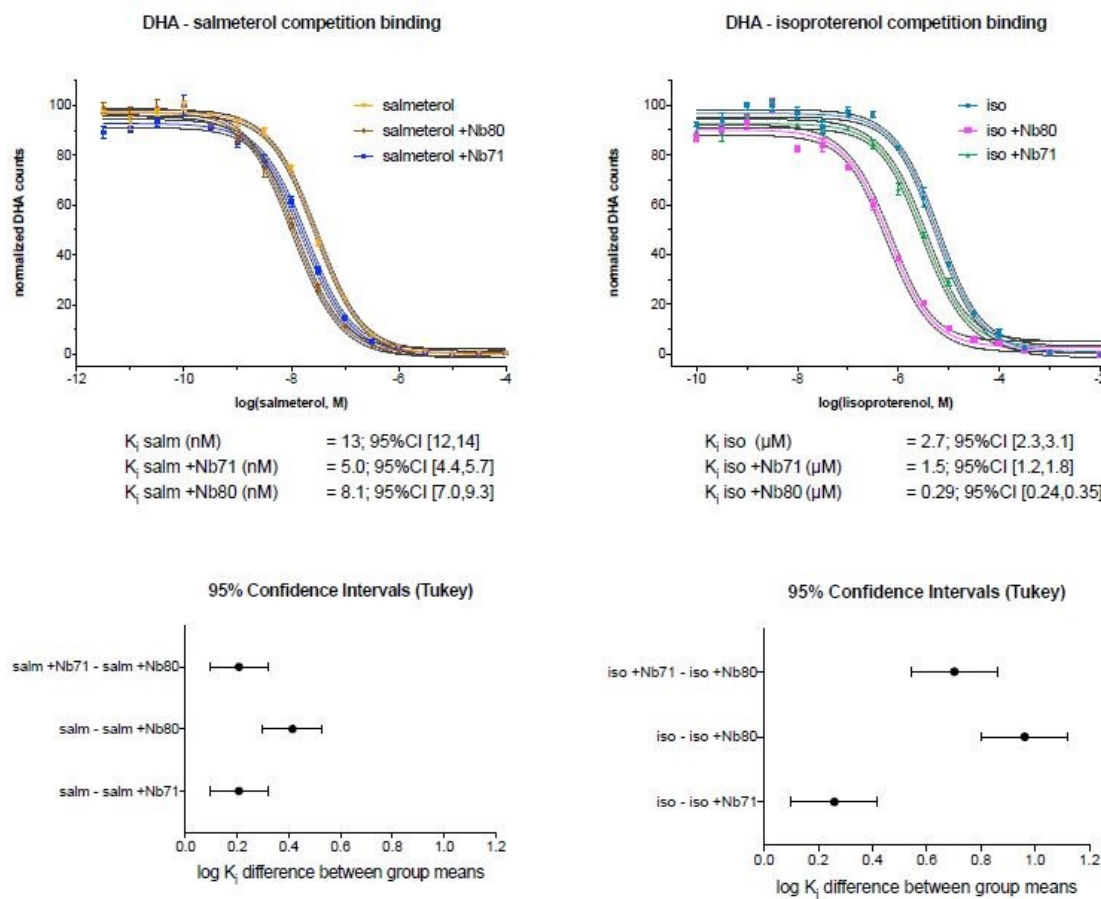 DHA - salmeterol competition binding
normalized DHA counts
100
80
60
40
20
0
-12
-10
-8
-6
-4
log(salmeterol, M)
salmeterol
salmeterol +Nb80
salmeterol +Nb71
Ki salm (nM) = 13; 95%CI [12,14]
Ki salm +Nb71 (nM) = 5.0; 95%CI [4.4,5.7]
Ki salm +Nb80 (nM) = 8.1; 95%CI [7.0,9.3]
DHA - isoproterenol competition binding
normalized DHA counts
100
80
60
40
20
0
-10
-8
-6
-4
-2
log(lisoproterenol, M)
iso
iso +Nb80
iso +Nb71
Ki iso (µM) = 2.7; 95%CI [2.3,3.1]
Ki iso +Nb71 (µM) = 1.5; 95%CI [1.2,1.8]
Ki iso +Nb80 (µM) = 0.29; 95%CI [0.24,0.35]
95% Confidence Intervals (Tukey)
salm +Nb71 - salm +Nb80
salm - salm +Nb80
salm - salm +Nb71
0.0
0.2
0.4
0.6
0.8
1.0
1.2
log Ki difference between group means
95% Confidence Intervals (Tukey)
iso +Nb71 - iso +Nb80
iso - iso +Nb80
iso - iso +Nb71
0.0
0.2
0.4
0.6
0.8
1.0
1.2
log Ki difference between group means